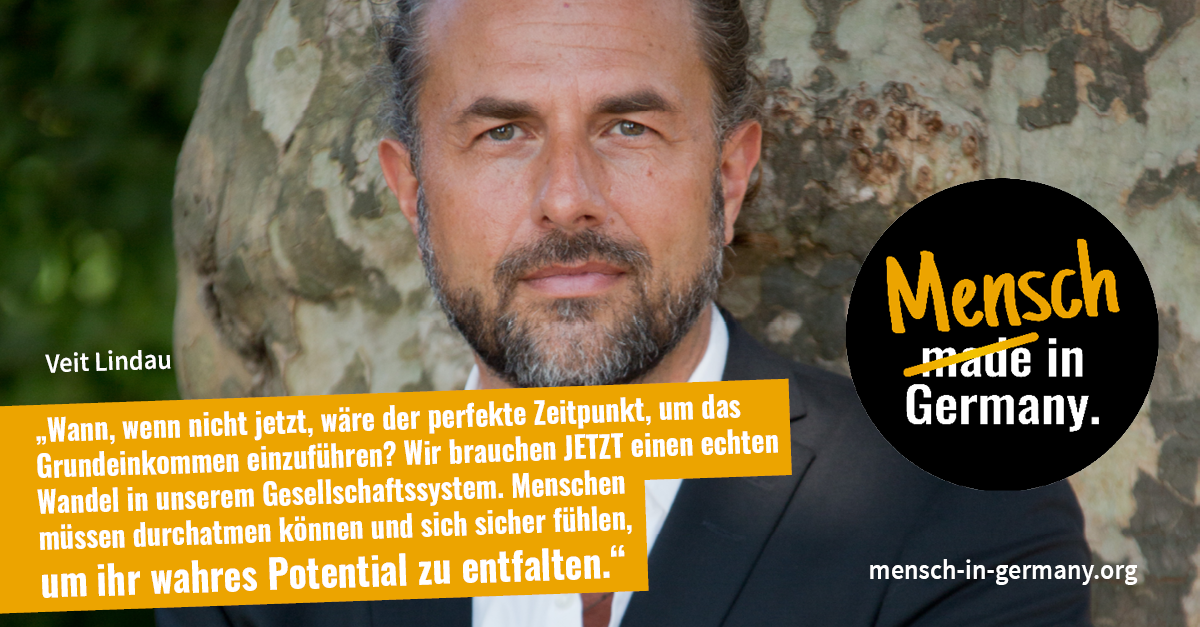 Veit Lindau
„Wann, wenn nicht jetzt, wäre der perfekte Zeitpunkt, um das
Grundeinkommen einzuführen? Wir brauchen JETZT einen echten
Wandel in unserem Gesellschaftssystem. Menschen
müssen durchatmen können und sich sicher fühlen,
um ihr wahres Potential zu entfalten.“
Mensch
made in
Germany.
mensch-in-germany.org